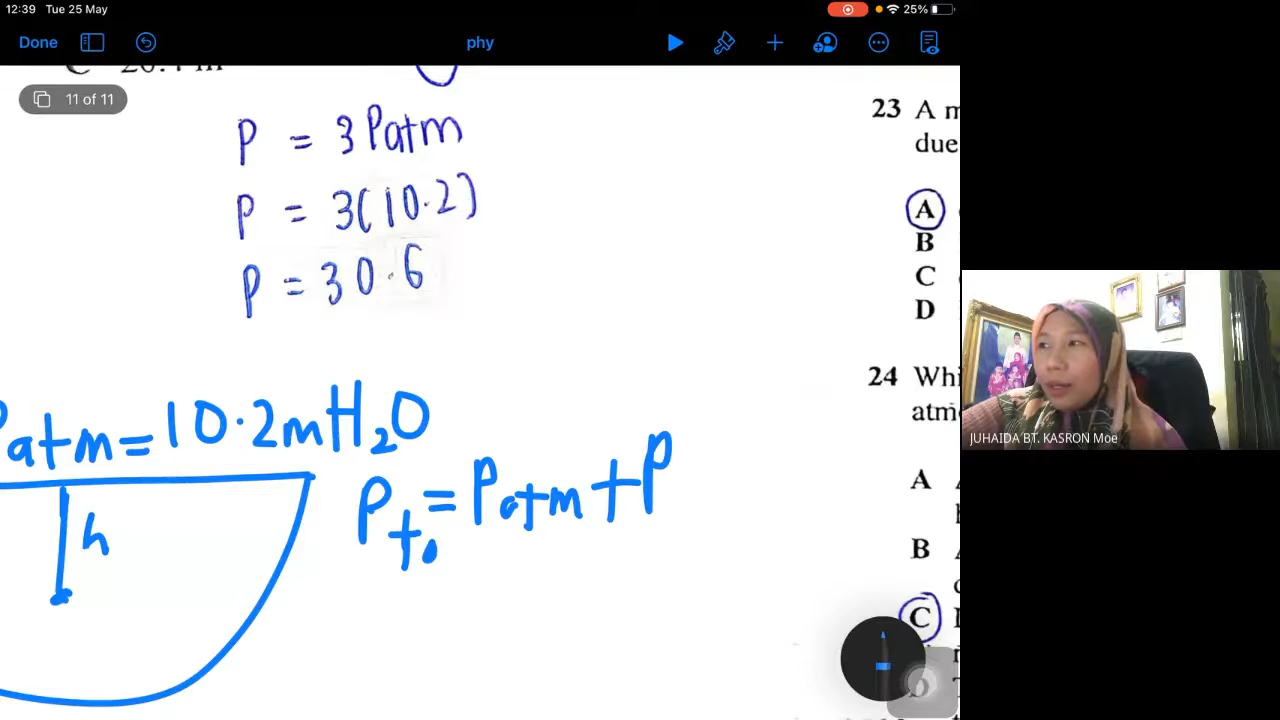 12:39 Tue 25 May
25%
Done
phy
11 of 11
P = 3 Patm
P = 3(10.2)
P = 30.6
Patm = 10.2mH₂O
h
Pt = Patm + P
23 A m
due
A
B
C
D
24 Whi
atm
A
B
C
D
JUHAIDA BT. KASRON Moe